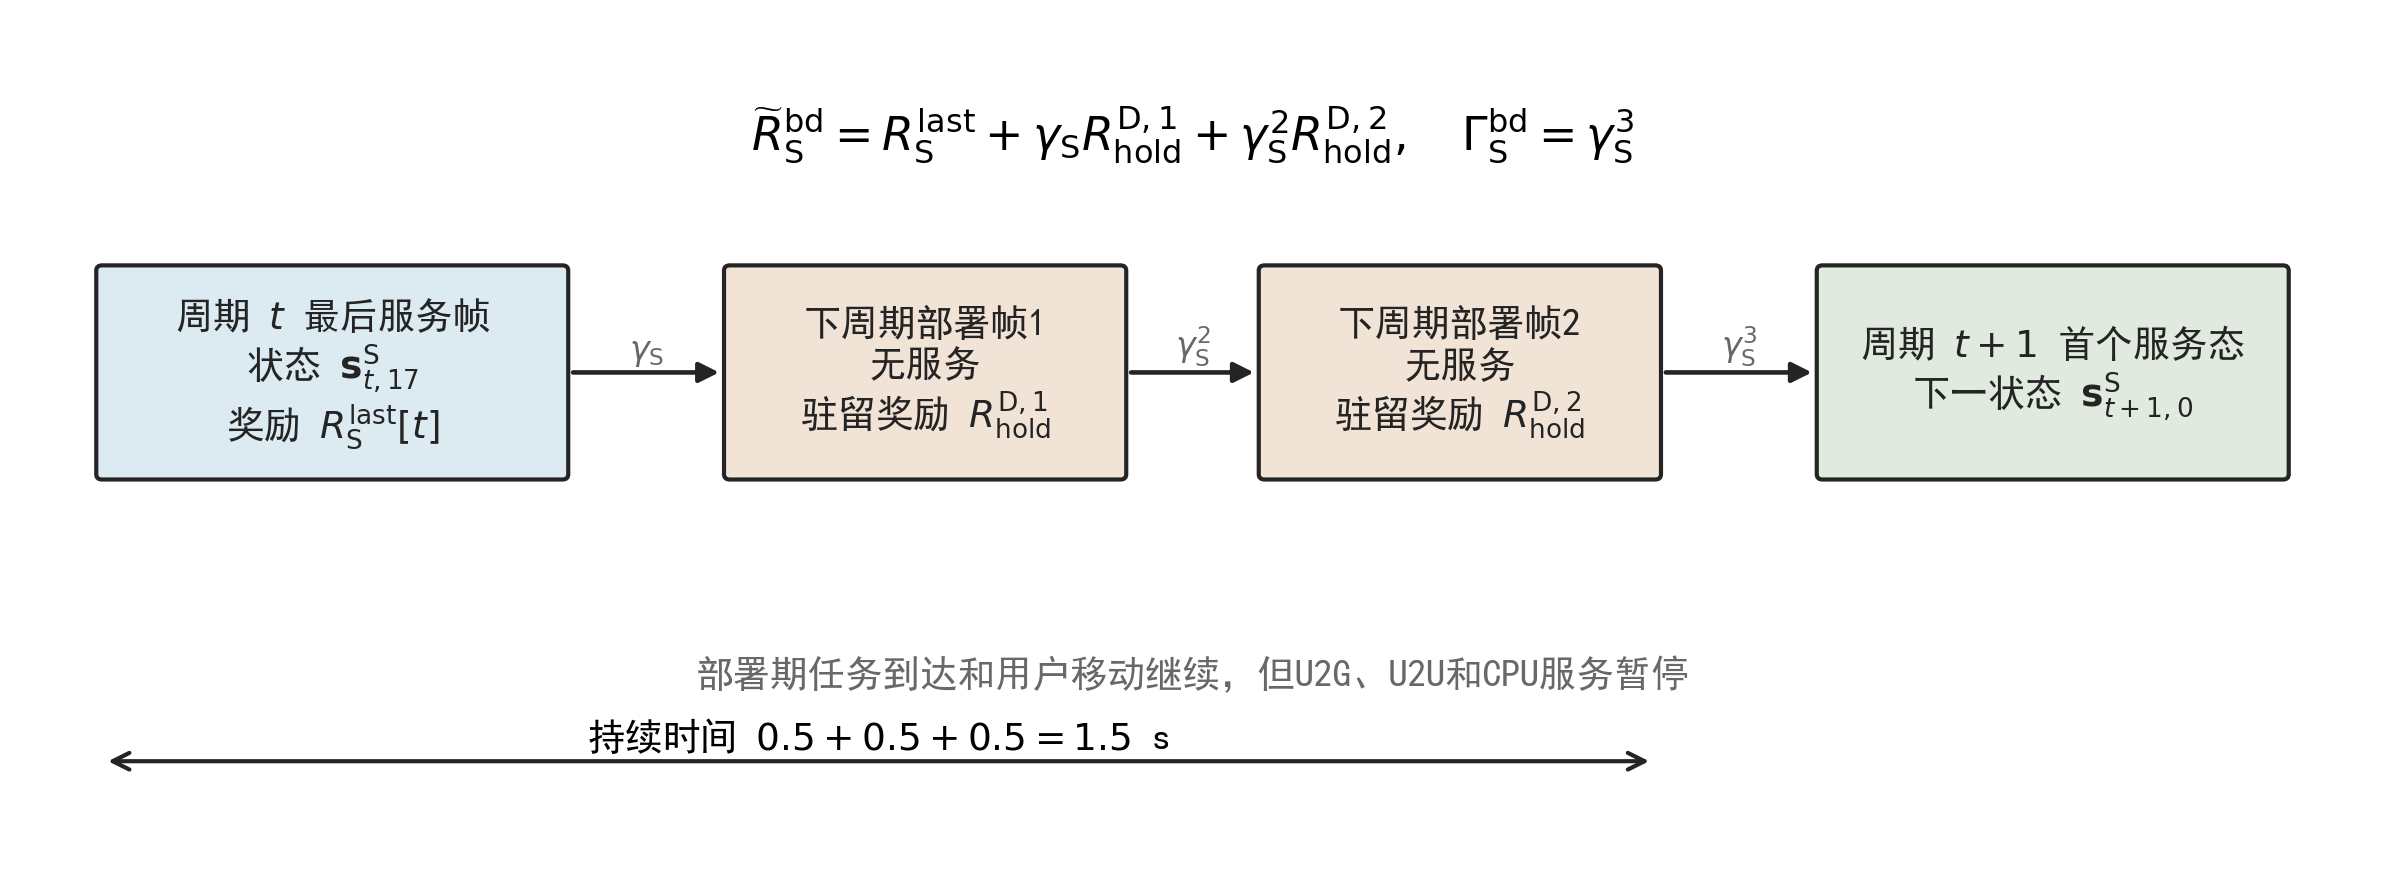 R̃_S^bd = R_S^last + γ_S R_hold^{D,1} + γ_S^2 R_hold^{D,2},  Γ_S^bd = γ_S^3
周期 t 最后服务帧
状态 s_{t,17}^S
奖励 R_S^last[t]
γ_S
下周期部署帧1
无服务
驻留奖励 R_hold^{D,1}
γ_S^2
下周期部署帧2
无服务
驻留奖励 R_hold^{D,2}
γ_S^3
周期 t+1 首个服务态
下一状态 s_{t+1,0}^S
部署期任务到达和用户移动继续，但U2G、U2U和CPU服务暂停
持续时间 0.5+0.5+0.5=1.5 s